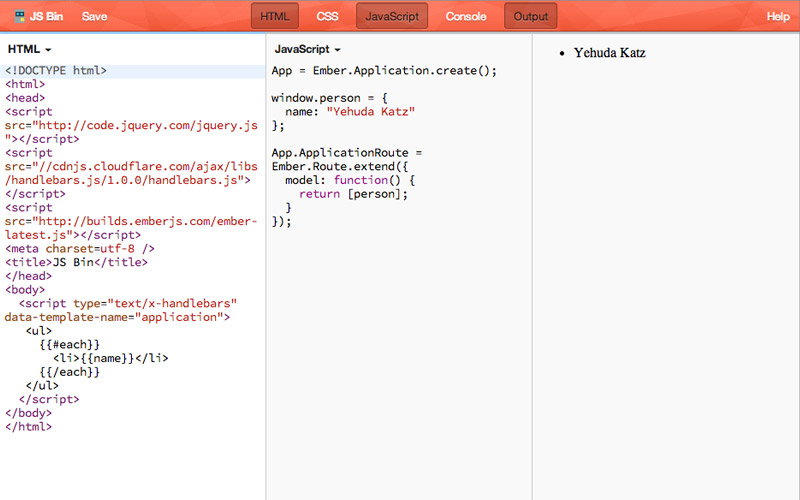 JS Bin Save HTML CSS JavaScript Console Output Help
HTML
<!DOCTYPE html>
<html>
<head>
<script
src="http://code.jquery.com/jquery.js
"></script>
<script
src="//cdnjs.cloudflare.com/ajax/libs
/handlebars.js/1.0.0/handlebars.js">
</script>
<script
src="http://builds.emberjs.com/ember-
latest.js"></script>
<meta charset=utf-8 />
<title>JS Bin</title>
</head>
<body>
  <script type="text/x-handlebars"
data-template-name="application">
   <ul>
     {{#each}}
       <li>{{name}}</li>
     {{/each}}
   </ul>
  </script>
</body>
</html>
JavaScript
App = Ember.Application.create();

window.person = {
  name: "Yehuda Katz"
};

App.ApplicationRoute =
Ember.Route.extend({
  model: function() {
    return [person];
  }
});
• Yehuda Katz